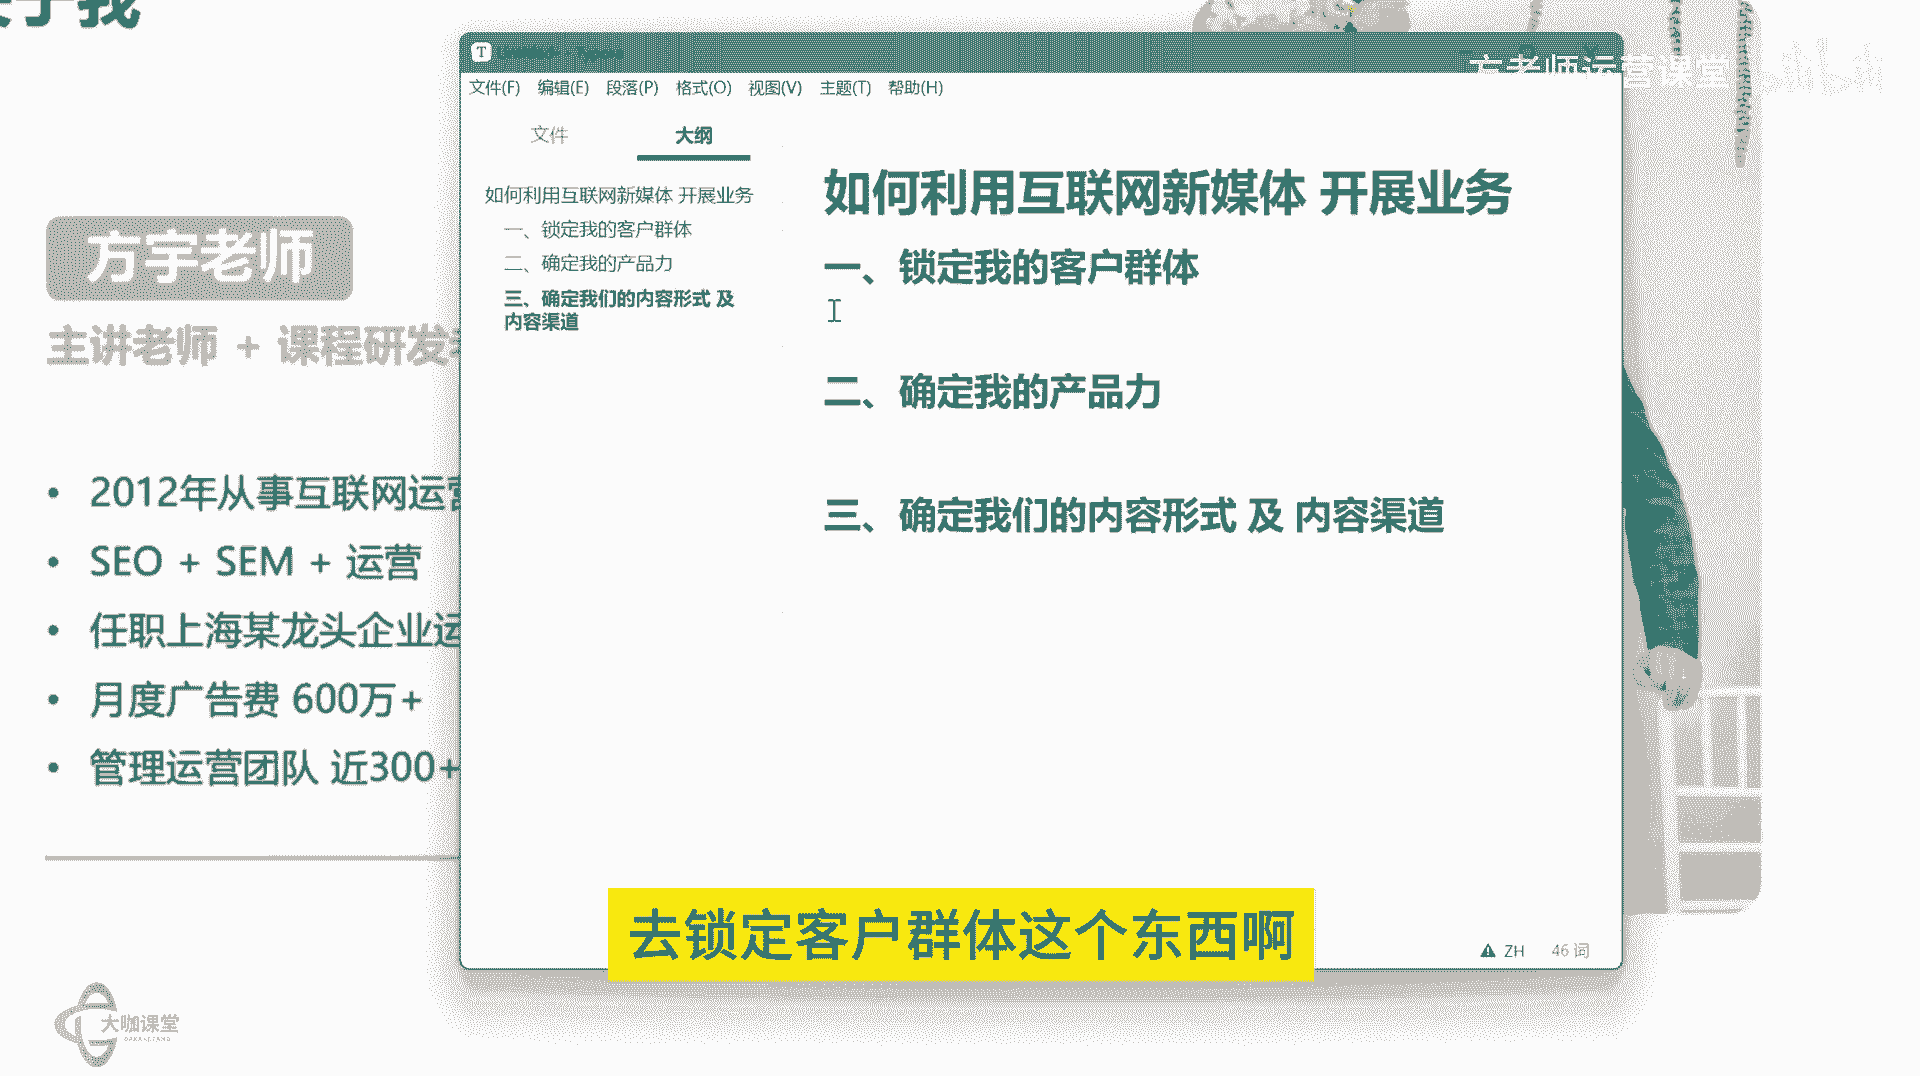 关于我
方宇老师
主讲老师 + 课程研发
2012年从事互联网运营
SEO + SEM + 运营
任职上海某龙头企业运
月度广告费 600万+
管理运营团队 近300+
大咖课堂
文件(F) 编辑(E) 段落(P) 格式(O) 视图(V) 主题(T) 帮助(H)
文件 大纲
如何利用互联网新媒体 开展业务
一、锁定我的客户群体
二、确定我的产品力
三、确定我们的内容形式 及
内容渠道
如何利用互联网新媒体 开展业务
一、锁定我的客户群体
二、确定我的产品力
三、确定我们的内容形式 及 内容渠道
ZH 46 词
方老师运营课堂 bilibili
去锁定客户群体这个东西啊